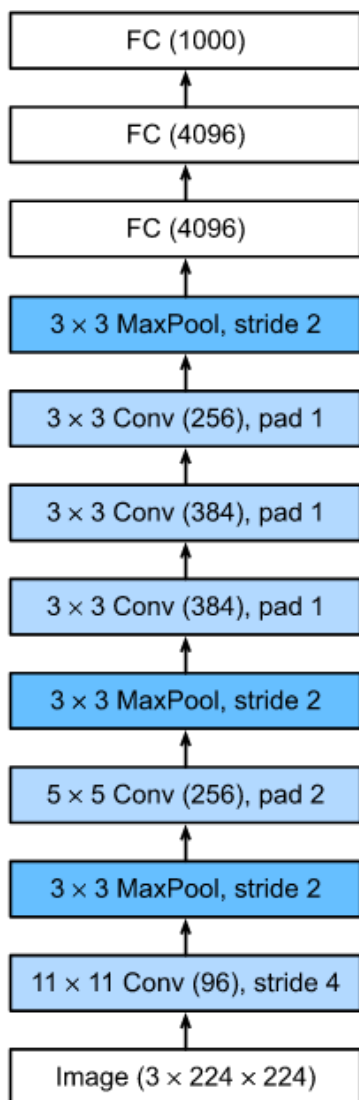 FC (1000)
FC (4096)
FC (4096)
3 × 3 MaxPool, stride 2
3 × 3 Conv (256), pad 1
3 × 3 Conv (384), pad 1
3 × 3 Conv (384), pad 1
3 × 3 MaxPool, stride 2
5 × 5 Conv (256), pad 2
3 × 3 MaxPool, stride 2
11 × 11 Conv (96), stride 4
Image (3 × 224 × 224)